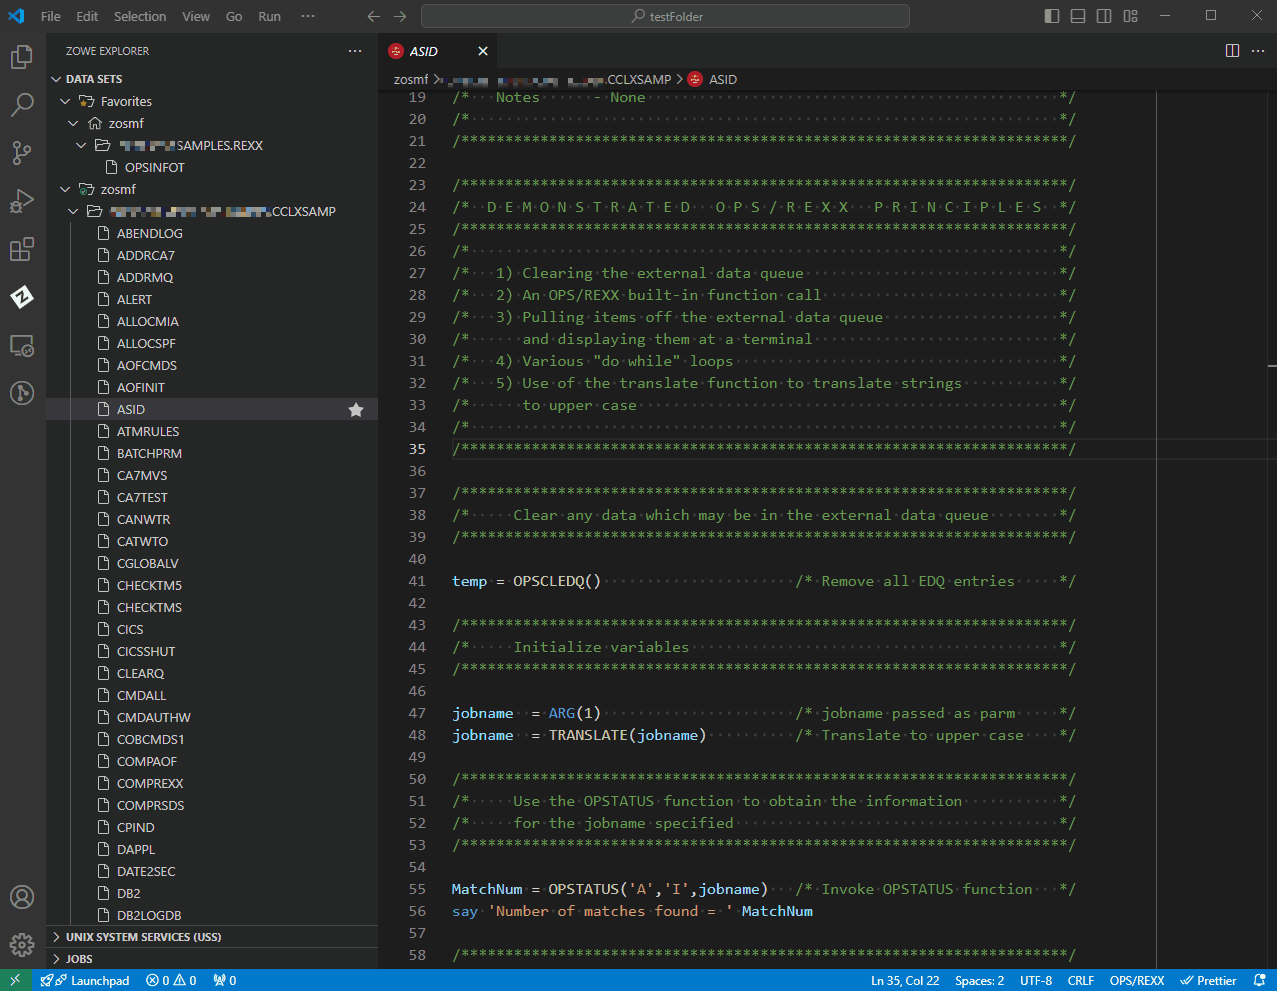 File Edit Selection View Go Run ··· testFolder
ZOWE EXPLORER ···
DATA SETS
Favorites
zosmf
SAMPLES.REXX
OPSINFOT
zosmf
CCLXSAMP
ABENDLOG
ADDRCA7
ADDRMQ
ALERT
ALLOCMIA
ALLOCSPF
AOFCMDS
AOFINIT
ASID
ATMRULES
BATCHPRM
CA7MVS
CA7TEST
CANWTR
CATWTO
CGLOBALV
CHECKTM5
CHECKTMS
CICS
CICSSHUT
CLEARQ
CMDALL
CMDAUTHW
COBCMDS1
COMPAOF
COMPREXX
COMPRSDS
CPIND
DAPPL
DATE2SEC
DB2
DB2LOGDB
UNIX SYSTEM SERVICES (USS)
JOBS
ASID
zosmf > .CCLXSAMP > ASID
19 /* Notes - None */
20 /* */
21 /*********************************************************************/
22
23 /*********************************************************************/
24 /* D E M O N S T R A T E D O P S / R E X X P R I N C I P L E S */
25 /*********************************************************************/
26 /* */
27 /* 1) Clearing the external data queue */
28 /* 2) An OPS/REXX built-in function call */
29 /* 3) Pulling items off the external data queue */
30 /* and displaying them at a terminal */
31 /* 4) Various "do while" loops */
32 /* 5) Use of the translate function to translate strings */
33 /* to upper case */
34 /* */
35 /*********************************************************************/
36
37 /*********************************************************************/
38 /* Clear any data which may be in the external data queue */
39 /*********************************************************************/
40
41 temp = OPSCLEDQ() /* Remove all EDQ entries */
42
43 /*********************************************************************/
44 /* Initialize variables */
45 /*********************************************************************/
46
47 jobname = ARG(1) /* jobname passed as parm */
48 jobname = TRANSLATE(jobname) /* Translate to upper case */
49
50 /*********************************************************************/
51 /* Use the OPSTATUS function to obtain the information */
52 /* for the jobname specified */
53 /*********************************************************************/
54
55 MatchNum = OPSTATUS('A','I',jobname) /* Invoke OPSTATUS function */
56 say 'Number of matches found = ' MatchNum
57
58 /*********************************************************************/
Launchpad 0 0 0 Ln 35, Col 22 Spaces: 2 UTF-8 CRLF OPS/REXX Prettier